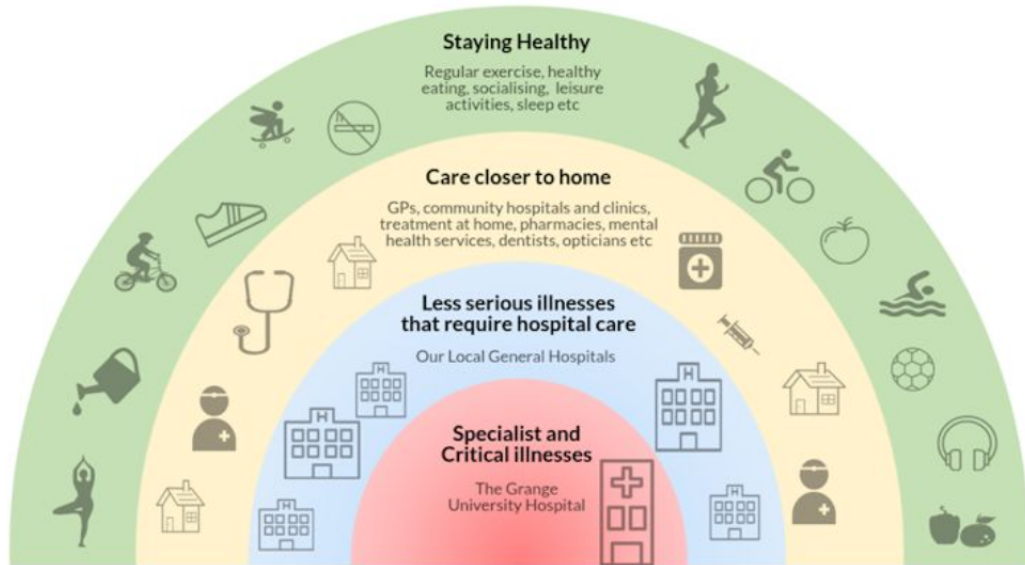 Staying Healthy
Regular exercise, healthy
eating, socialising, leisure
activities, sleep etc
Care closer to home
GPs, community hospitals and clinics,
treatment at home, pharmacies, mental
health services, dentists, opticians etc
Less serious illnesses
that require hospital care
Our Local General Hospitals
Specialist and
Critical illnesses
The Grange
University Hospital